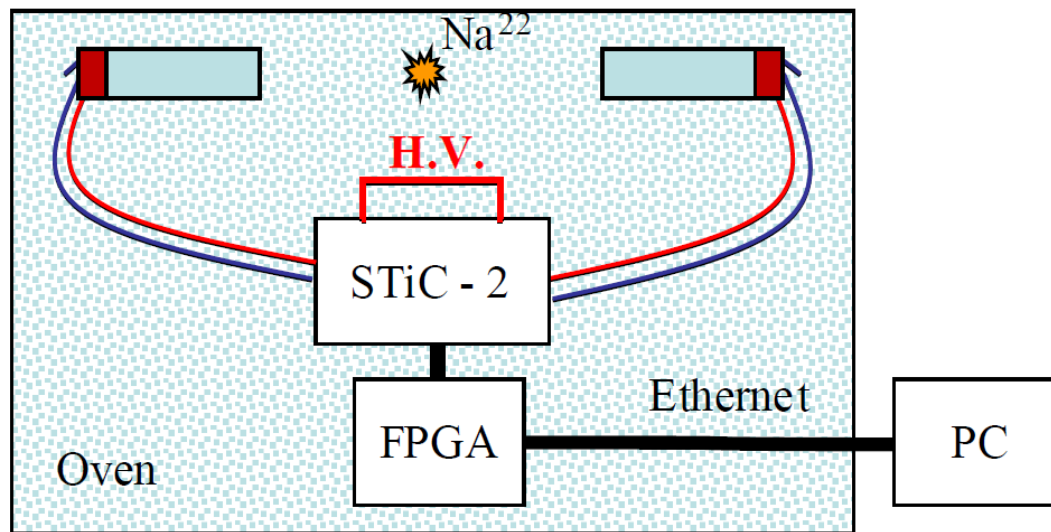 Na²²
H.V.
STiC - 2
Ethernet
FPGA
PC
Oven